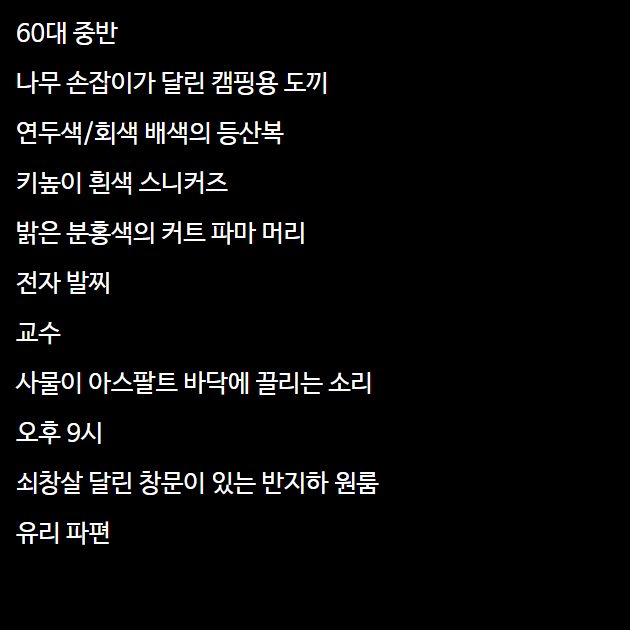 60대 중반
나무 손잡이가 달린 캠핑용 도끼
연두색/회색 배색의 등산복
키높이 흰색 스니커즈
밝은 분홍색의 커트 파마 머리
전자 발찌
교수
사물이 아스팔트 바닥에 끌리는 소리
오후 9시
쇠창살 달린 창문이 있는 반지하 원룸
유리 파편